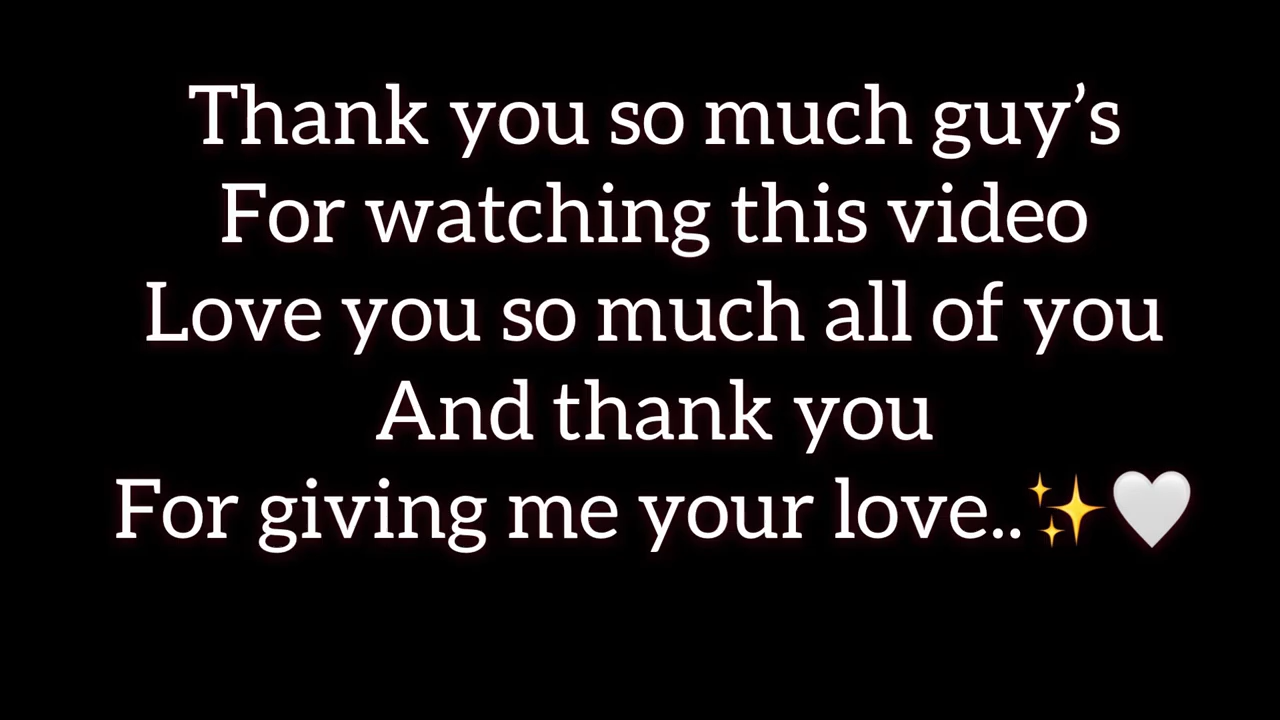 Thank you so much guy’s
For watching this video
Love you so much all of you
And thank you
For giving me your love..✨🤍